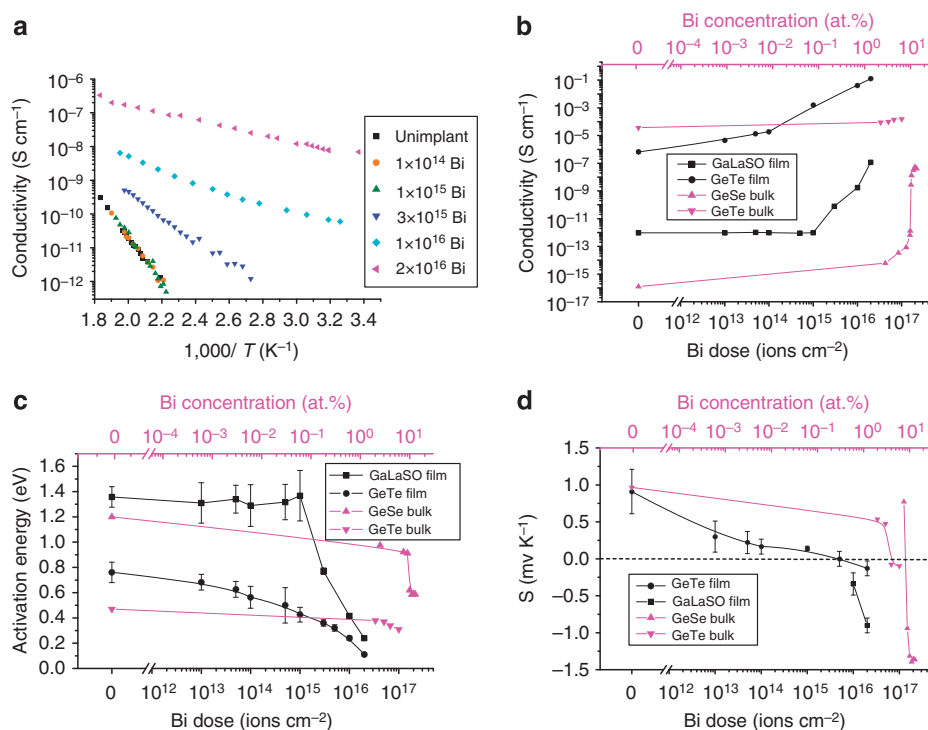 a
Conductivity (S cm⁻¹)
10⁻⁶
10⁻⁷
10⁻⁸
10⁻⁹
10⁻¹⁰
10⁻¹¹
10⁻¹²
1.8 2.0 2.2 2.4 2.6 2.8 3.0 3.2 3.4
1,000/ T (K⁻¹)
Unimplant
1×10¹⁴ Bi
1×10¹⁵ Bi
3×10¹⁵ Bi
1×10¹⁶ Bi
2×10¹⁶ Bi
b
Bi concentration (at.%)
0 10⁻⁴ 10⁻³ 10⁻² 10⁻¹ 10⁰ 10¹
Conductivity (S cm⁻¹)
10⁻¹
10⁻³
10⁻⁵
10⁻⁷
10⁻⁹
10⁻¹¹
10⁻¹³
10⁻¹⁵
10⁻¹⁷
GaLaSO film
GeTe film
GeSe bulk
GeTe bulk
0 10¹² 10¹³ 10¹⁴ 10¹⁵ 10¹⁶ 10¹⁷
Bi dose (ions cm⁻²)
c
Bi concentration (at.%)
0 10⁻⁴ 10⁻³ 10⁻² 10⁻¹ 10⁰ 10¹
Activation energy (eV)
1.8
1.6
1.4
1.2
1.0
0.8
0.6
0.4
0.2
0.0
GaLaSO film
GeTe film
GeSe bulk
GeTe bulk
0 10¹² 10¹³ 10¹⁴ 10¹⁵ 10¹⁶ 10¹⁷
Bi dose (ions cm⁻²)
d
Bi concentration (at.%)
0 10⁻⁴ 10⁻³ 10⁻² 10⁻¹ 10⁰ 10¹
S (mv K⁻¹)
1.5
1.0
0.5
0.0
−0.5
−1.0
−1.5
GeTe film
GaLaSO film
GeSe bulk
GeTe bulk
0 10¹² 10¹³ 10¹⁴ 10¹⁵ 10¹⁶ 10¹⁷
Bi dose (ions cm⁻²)